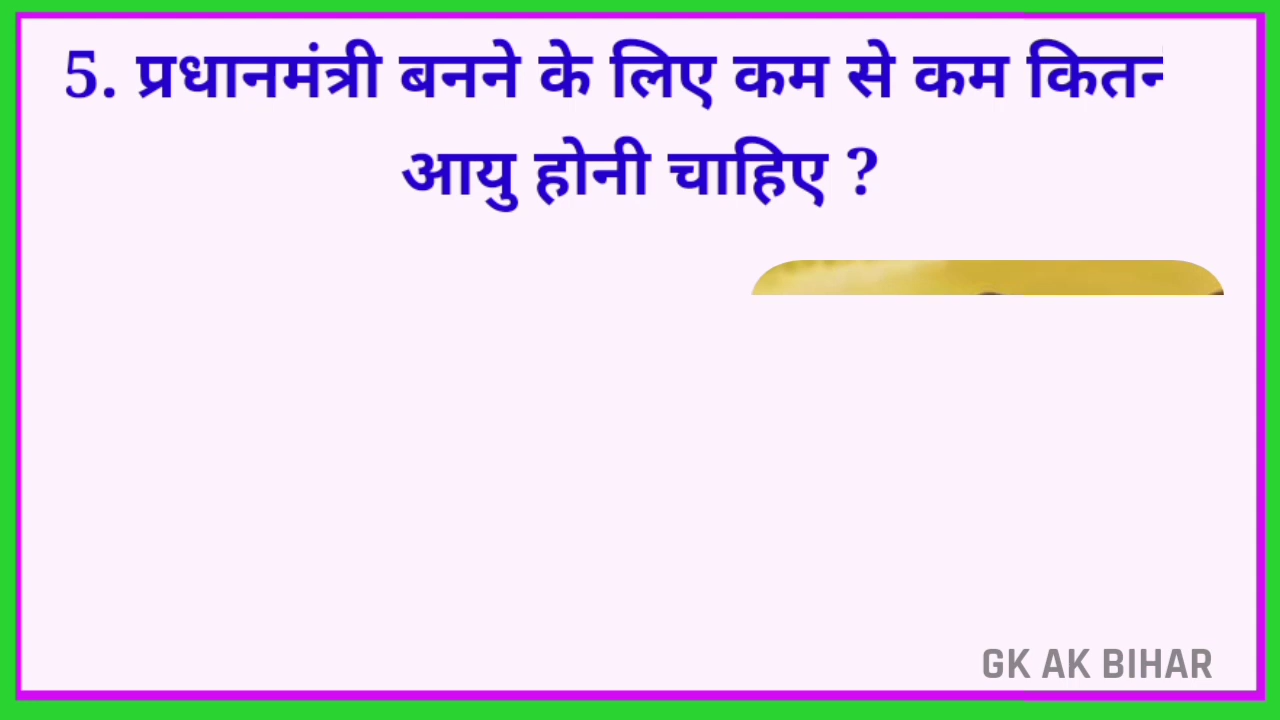 5. प्रधानमंत्री बनने के लिए कम से कम कितन
आयु होनी चाहिए ?
GK AK BIHAR